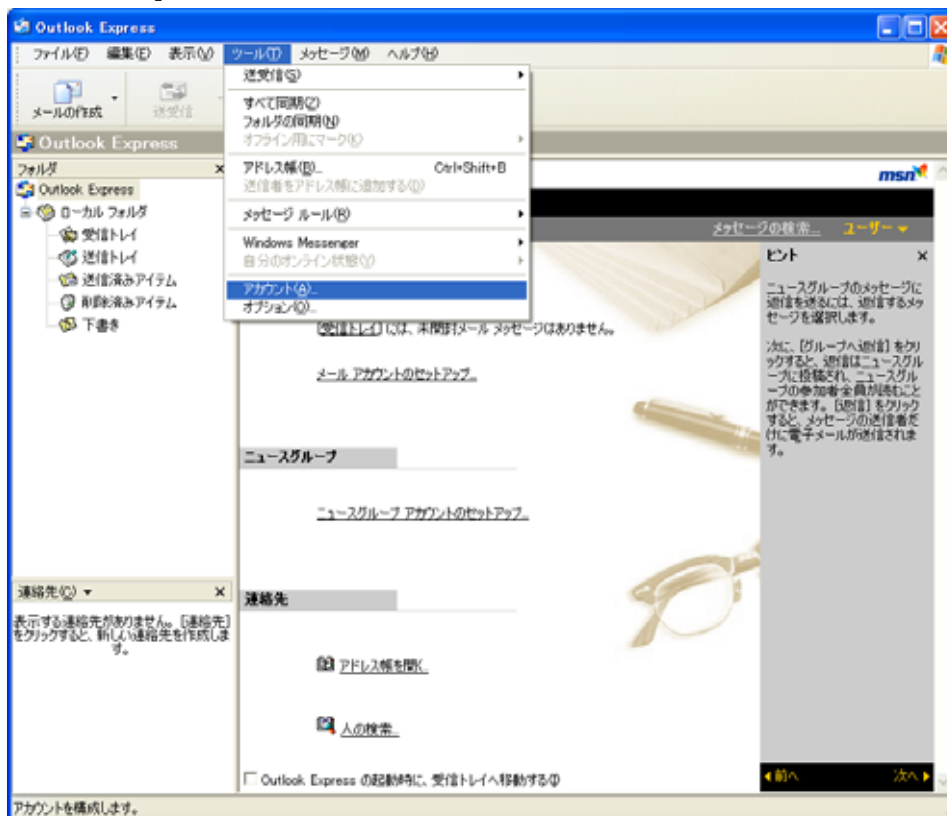 Outlook Express
ファイル(F) 編集(E) 表示(V) ツール(T) メッセージ(M) ヘルプ(H)
メールの作成 送受信
Outlook Express
送受信(S)
すべて同期(Z)
フォルダの同期(N)
オフライン用にマーク(K)
アドレス帳(B)... Ctrl+Shift+B
送信者をアドレス帳に追加する(D)
メッセージ ルール(R)
Windows Messenger
自分のオンライン状態(V)
アカウント(A)...
オプション(O)...
フォルダ ×
Outlook Express
ローカル フォルダ
受信トレイ
送信トレイ
送信済みアイテム
削除済みアイテム
下書き
msn
メッセージの検索... ユーザー
[受信トレイ] には、未開封メール メッセージはありません。
メール アカウントのセットアップ...
ニュースグループ
ニュースグループ アカウントのセットアップ...
連絡先
アドレス帳を開く...
人の検索...
Outlook Express の起動時に、受信トレイへ移動する(I)
ヒント ×
ニュースグループのメッセージに
返信を送るには、返信するメッ
セージを選択します。
次に、[グループへ返信] をクリ
ックすると、返信はニュースグル
ープに投稿され、ニュースグル
ープの参加者全員が読むこと
ができます。[返信] をクリック
すると、メッセージの送信者だ
けに電子メールが送信されま
す。
前へ 次へ
連絡先(C) ×
表示する連絡先がありません。[連絡先]
をクリックすると、新しい連絡先を作成しま
す。
アカウントを構成します。